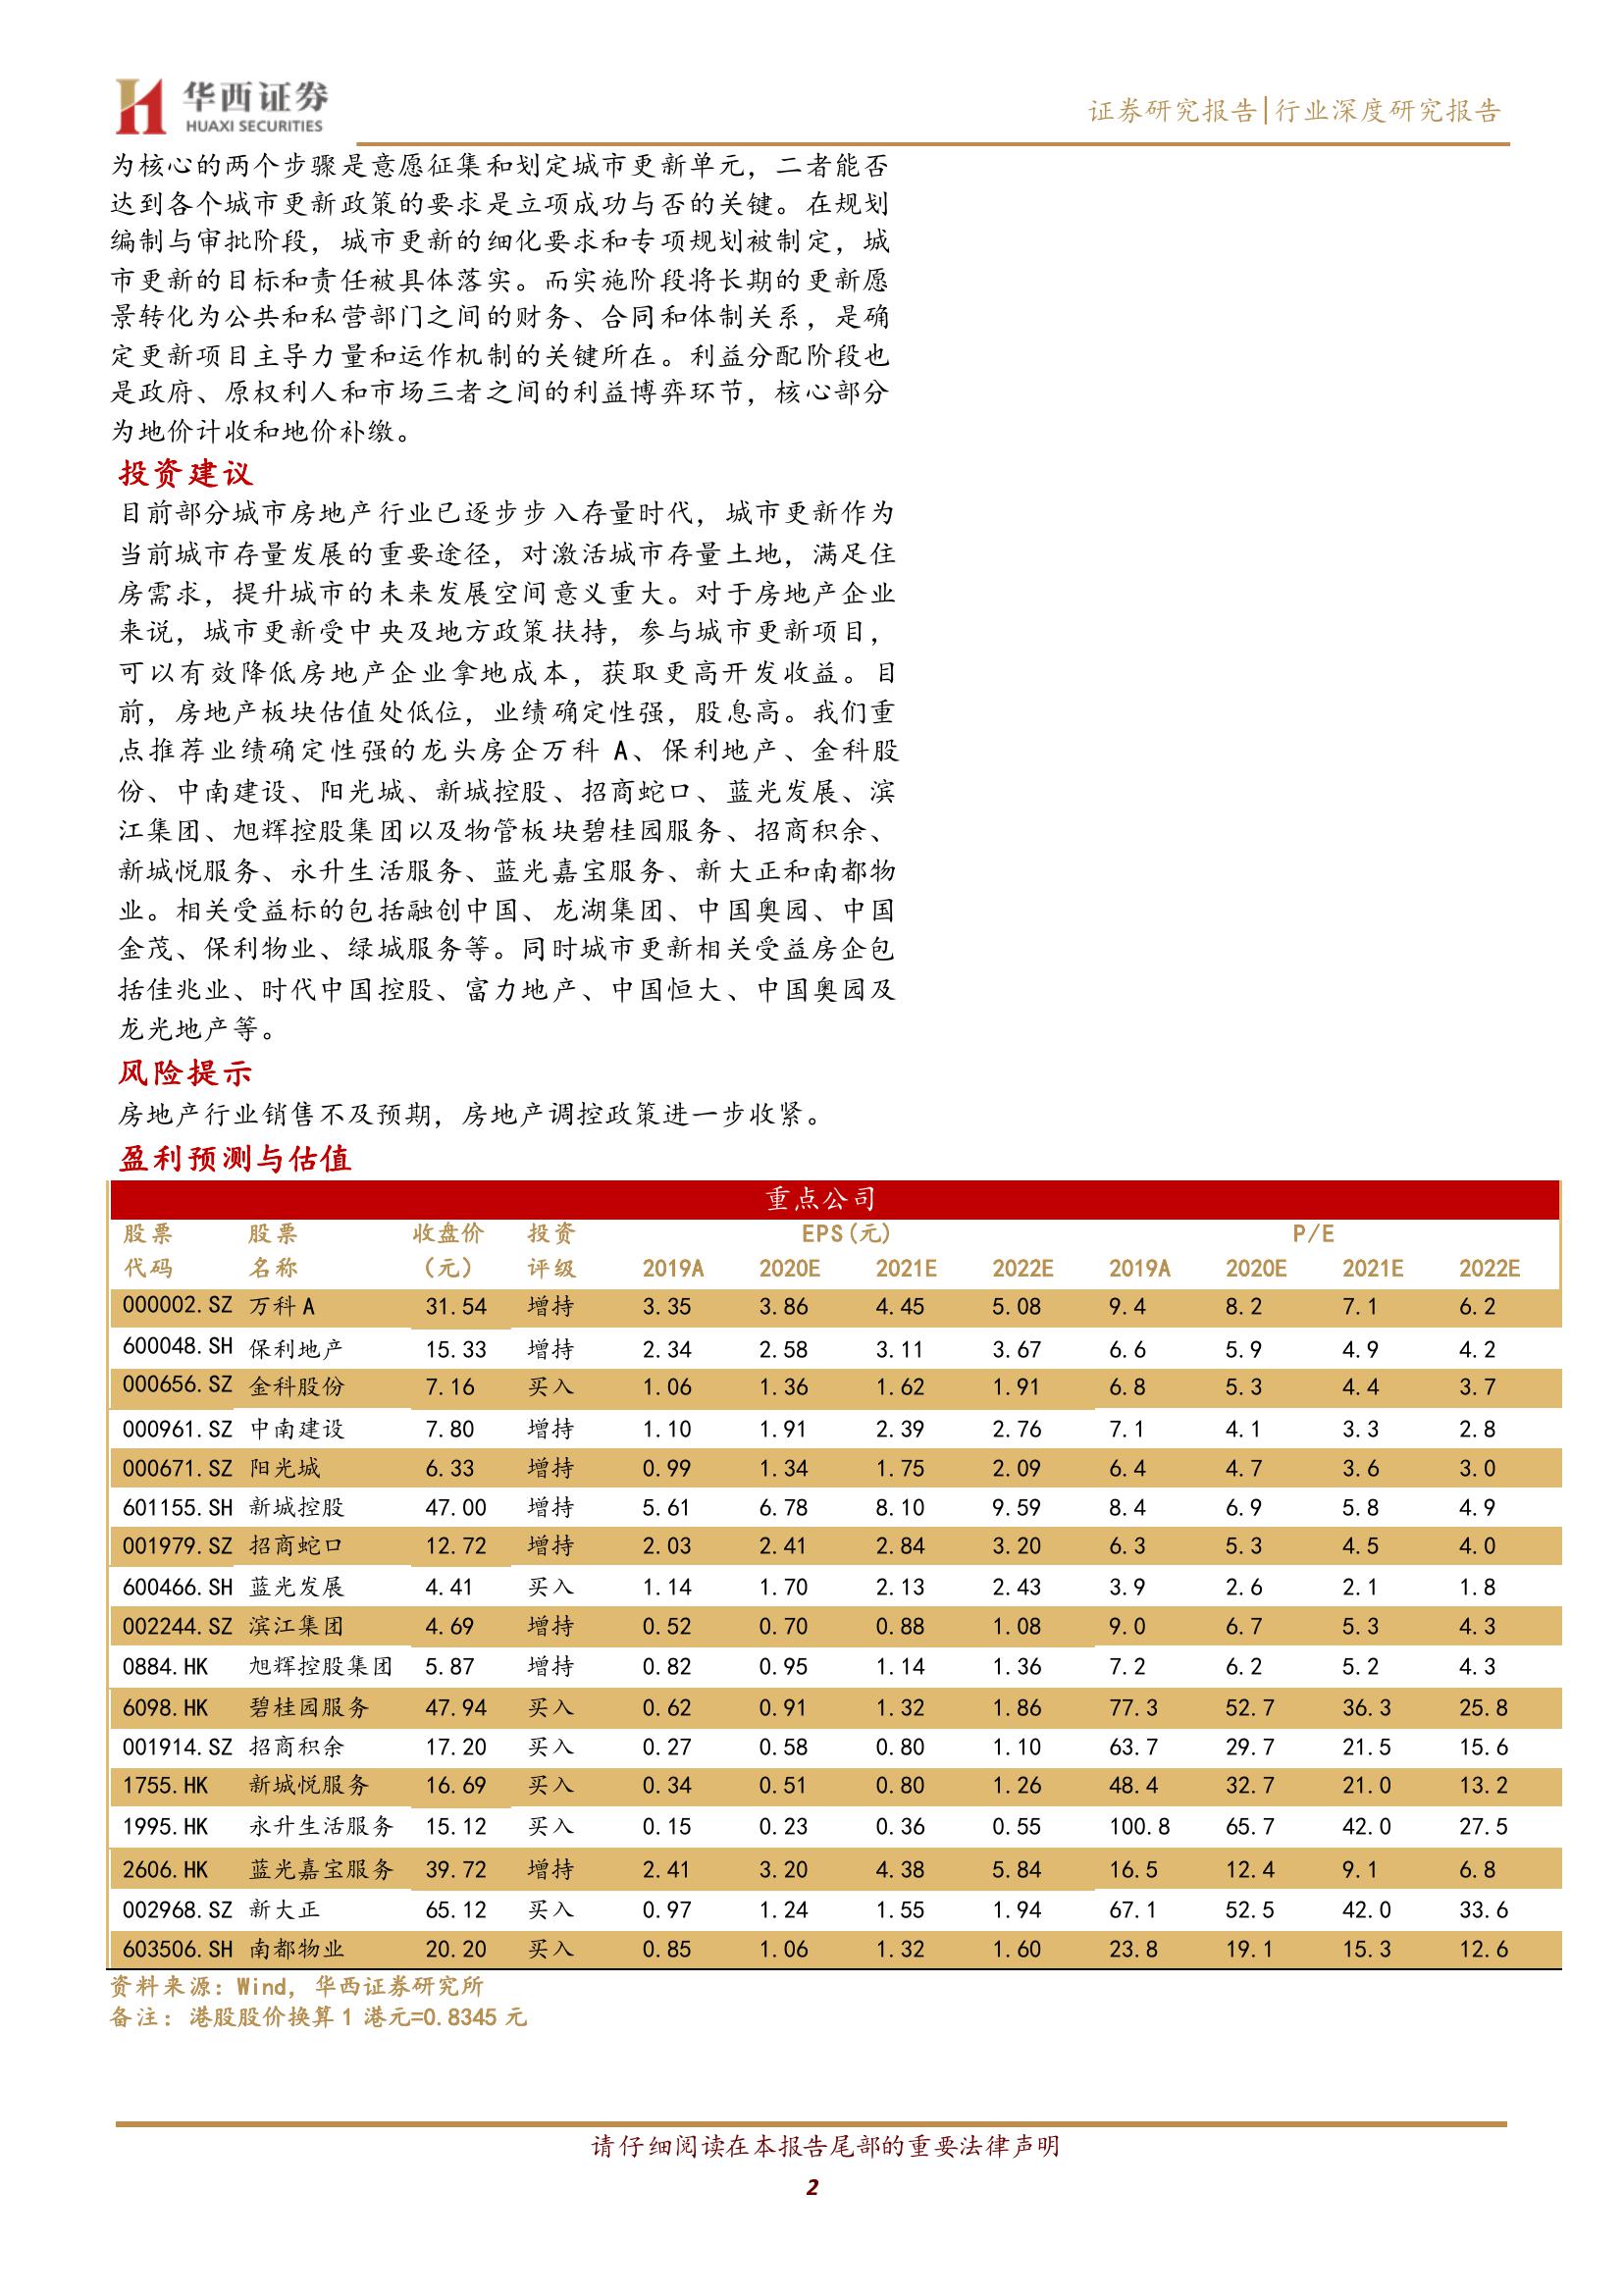 华西证券
HUAXI SECURITIES
证券研究报告|行业深度研究报告
为核心的两个步骤是意愿征集和划定城市更新单元，二者能否
达到各个城市更新政策的要求是立项成功与否的关键。在规划
编制与审批阶段，城市更新的细化要求和专项规划被制定，城
市更新的目标和责任被具体落实。而实施阶段将长期的更新愿
景转化为公共和私营部门之间的财务、合同和体制关系，是确
定更新项目主导力量和运作机制的关键所在。利益分配阶段也
是政府、原权利人和市场三者之间的利益博弈环节，核心部分
为地价计收和地价补缴。
投资建议
目前部分城市房地产行业已逐步步入存量时代，城市更新作为
当前城市存量发展的重要途径，对激活城市存量土地，满足住
房需求，提升城市的未来发展空间意义重大。对于房地产企业
来说，城市更新受中央及地方政策扶持，参与城市更新项目，
可以有效降低房地产企业拿地成本，获取更高开发收益。目
前，房地产板块估值处低位，业绩确定性强，股息高。我们重
点推荐业绩确定性强的龙头房企万科 A、保利地产、金科股
份、中南建设、阳光城、新城控股、招商蛇口、蓝光发展、滨
江集团、旭辉控股集团以及物管板块碧桂园服务、招商积余、
新城悦服务、永升生活服务、蓝光嘉宝服务、新大正和南都物
业。相关受益标的包括融创中国、龙湖集团、中国奥园、中国
金茂、保利物业、绿城服务等。同时城市更新相关受益房企包
括佳兆业、时代中国控股、富力地产、中国恒大、中国奥园及
龙光地产等。
风险提示
房地产行业销售不及预期，房地产调控政策进一步收紧。
盈利预测与估值
重点公司
股票 股票 收盘价 投资 EPS(元) P/E
代码 名称 （元） 评级 2019A 2020E 2021E 2022E 2019A 2020E 2021E 2022E
000002.SZ 万科A 31.54 增持 3.35 3.86 4.45 5.08 9.4 8.2 7.1 6.2
600048.SH 保利地产 15.33 增持 2.34 2.58 3.11 3.67 6.6 5.9 4.9 4.2
000656.SZ 金科股份 7.16 买入 1.06 1.36 1.62 1.91 6.8 5.3 4.4 3.7
000961.SZ 中南建设 7.80 增持 1.10 1.91 2.39 2.76 7.1 4.1 3.3 2.8
000671.SZ 阳光城 6.33 增持 0.99 1.34 1.75 2.09 6.4 4.7 3.6 3.0
601155.SH 新城控股 47.00 增持 5.61 6.78 8.10 9.59 8.4 6.9 5.8 4.9
001979.SZ 招商蛇口 12.72 增持 2.03 2.41 2.84 3.20 6.3 5.3 4.5 4.0
600466.SH 蓝光发展 4.41 买入 1.14 1.70 2.13 2.43 3.9 2.6 2.1 1.8
002244.SZ 滨江集团 4.69 增持 0.52 0.70 0.88 1.08 9.0 6.7 5.3 4.3
0884.HK 旭辉控股集团 5.87 增持 0.82 0.95 1.14 1.36 7.2 6.2 5.2 4.3
6098.HK 碧桂园服务 47.94 买入 0.62 0.91 1.32 1.86 77.3 52.7 36.3 25.8
001914.SZ 招商积余 17.20 买入 0.27 0.58 0.80 1.10 63.7 29.7 21.5 15.6
1755.HK 新城悦服务 16.69 买入 0.34 0.51 0.80 1.26 48.4 32.7 21.0 13.2
1995.HK 永升生活服务 15.12 买入 0.15 0.23 0.36 0.55 100.8 65.7 42.0 27.5
2606.HK 蓝光嘉宝服务 39.72 增持 2.41 3.20 4.38 5.84 16.5 12.4 9.1 6.8
002968.SZ 新大正 65.12 买入 0.97 1.24 1.55 1.94 67.1 52.5 42.0 33.6
603506.SH 南都物业 20.20 买入 0.85 1.06 1.32 1.60 23.8 19.1 15.3 12.6
资料来源：Wind，华西证券研究所
备注：港股股价换算 1 港元=0.8345 元
请仔细阅读在本报告尾部的重要法律声明
2